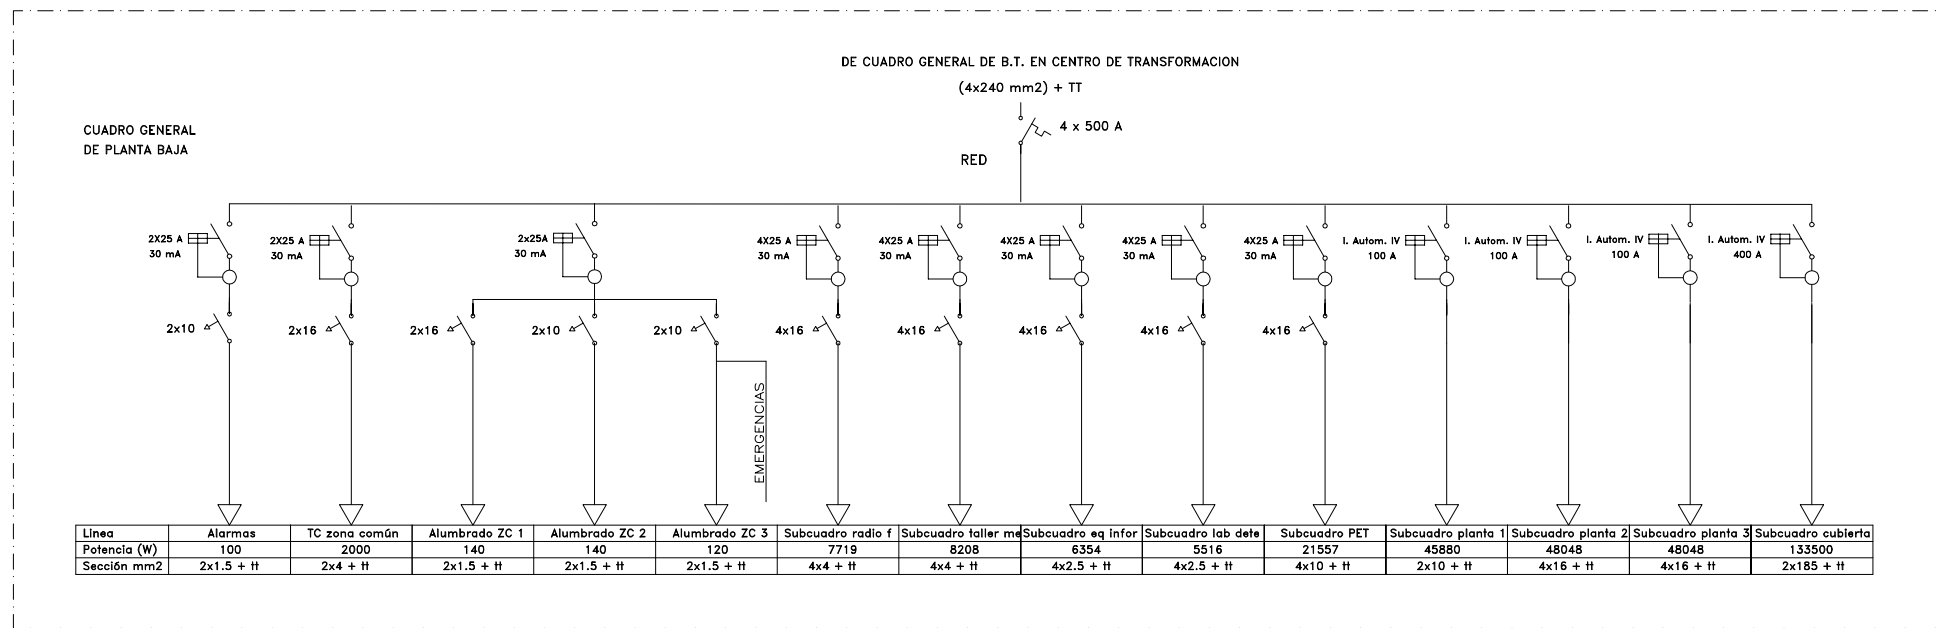 DE CUADRO GENERAL DE B.T. EN CENTRO DE TRANSFORMACION
(4x240 mm2) + TT
CUADRO GENERAL
DE PLANTA BAJA
4 x 500 A
RED
2X25 A
30 mA
2X25 A
30 mA
2x25A
30 mA
4X25 A
30 mA
4X25 A
30 mA
4X25 A
30 mA
4X25 A
30 mA
4X25 A
30 mA
I. Autom. IV
100 A
I. Autom. IV
100 A
I. Autom. IV
100 A
I. Autom. IV
400 A
2x10
2x16
2x16
2x10
2x10
4x16
4x16
4x16
4x16
4x16
EMERGENCIAS
Linea Alarmas TC zona común Alumbrado ZC 1 Alumbrado ZC 2 Alumbrado ZC 3 Subcuadro radio f Subcuadro taller me Subcuadro eq infor Subcuadro lab dete Subcuadro PET Subcuadro planta 1 Subcuadro planta 2 Subcuadro planta 3 Subcuadro cubierta
Potencia (W) 100 2000 140 140 120 7719 8208 6354 5516 21557 45880 48048 48048 133500
Sección mm2 2x1.5 + tt 2x4 + tt 2x1.5 + tt 2x1.5 + tt 2x1.5 + tt 4x4 + tt 4x4 + tt 4x2.5 + tt 4x2.5 + tt 4x10 + tt 2x10 + tt 4x16 + tt 4x16 + tt 2x185 + tt